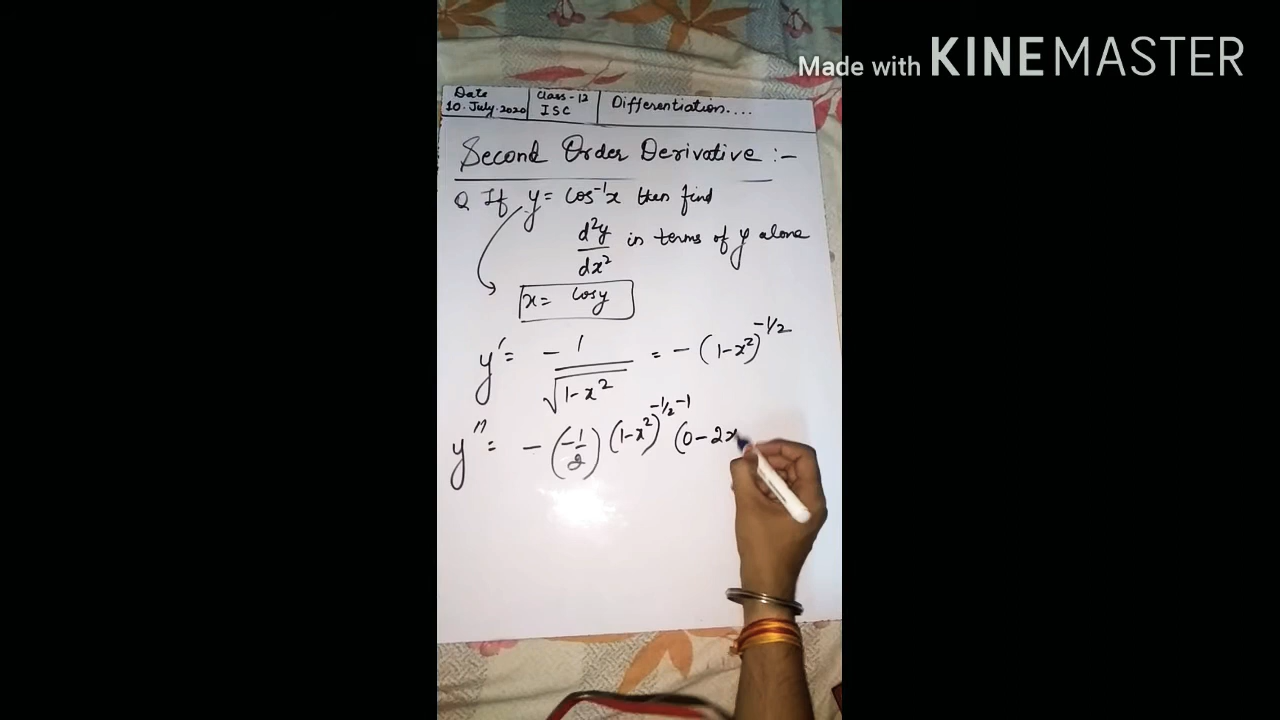 Made with KINEMASTER
Date
10. July. 2020
Class - 12
ISC
Differentiation....
Second Order Derivative :-
Q. If y = cos⁻¹x then find
d²y/dx² in terms of y alone
x = cosy
y' = -1/√(1-x²) = -(1-x²)^(-1/2)
y'' = -(-1/2)(1-x²)^(-1/2-1) (0-2x